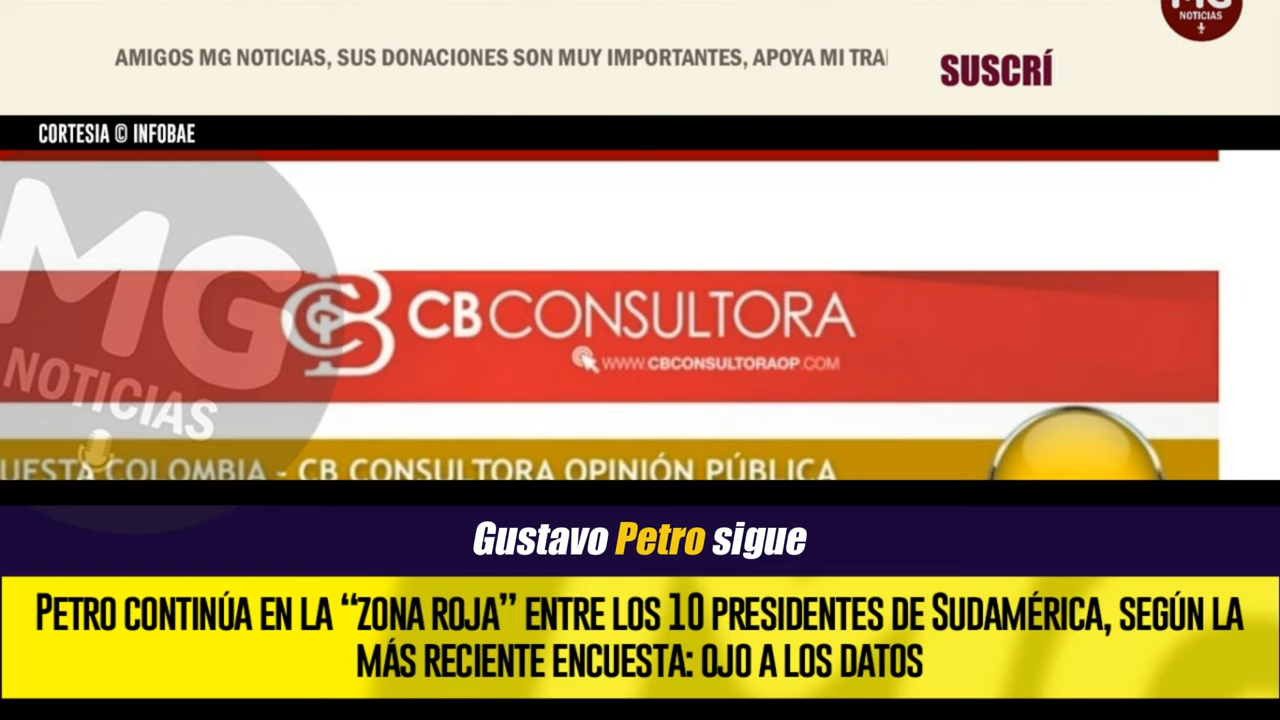 MG
NOTICIAS
AMIGOS MG NOTICIAS, SUS DONACIONES SON MUY IMPORTANTES, APOYA MI TRA
SUSCRÍ
CORTESIA © INFOBAE
MG
NOTICIAS
CB CONSULTORA
WWW.CBCONSULTORAOP.COM
UESTA COLOMBIA - CB CONSULTORA OPINIÓN PÚBLICA
Gustavo Petro sigue
PETRO CONTINÚA EN LA “ZONA ROJA” ENTRE LOS 10 PRESIDENTES DE SUDAMÉRICA, SEGÚN LA
MÁS RECIENTE ENCUESTA: OJO A LOS DATOS